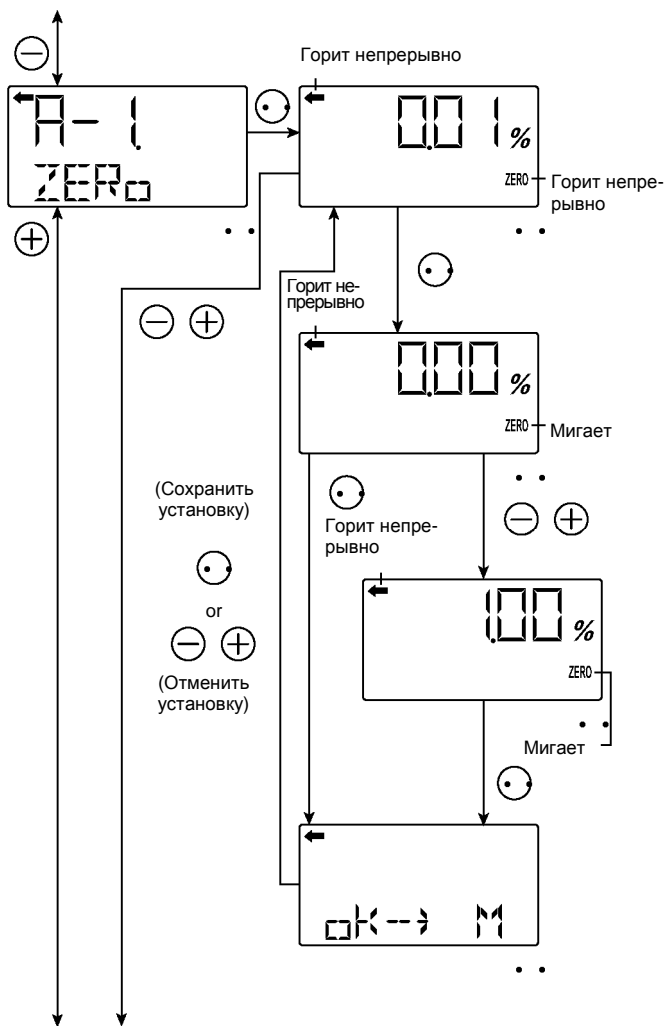 Горит непрерывно
A-1.
ZERo
0.01 %
ZERO
Горит непре-
рывно
Горит не-
прерывно
0.00 %
ZERO
Мигает
(Сохранить
установку)
or
(Отменить
установку)
Горит непре-
рывно
1.00 %
ZERO
Мигает
oK--> M